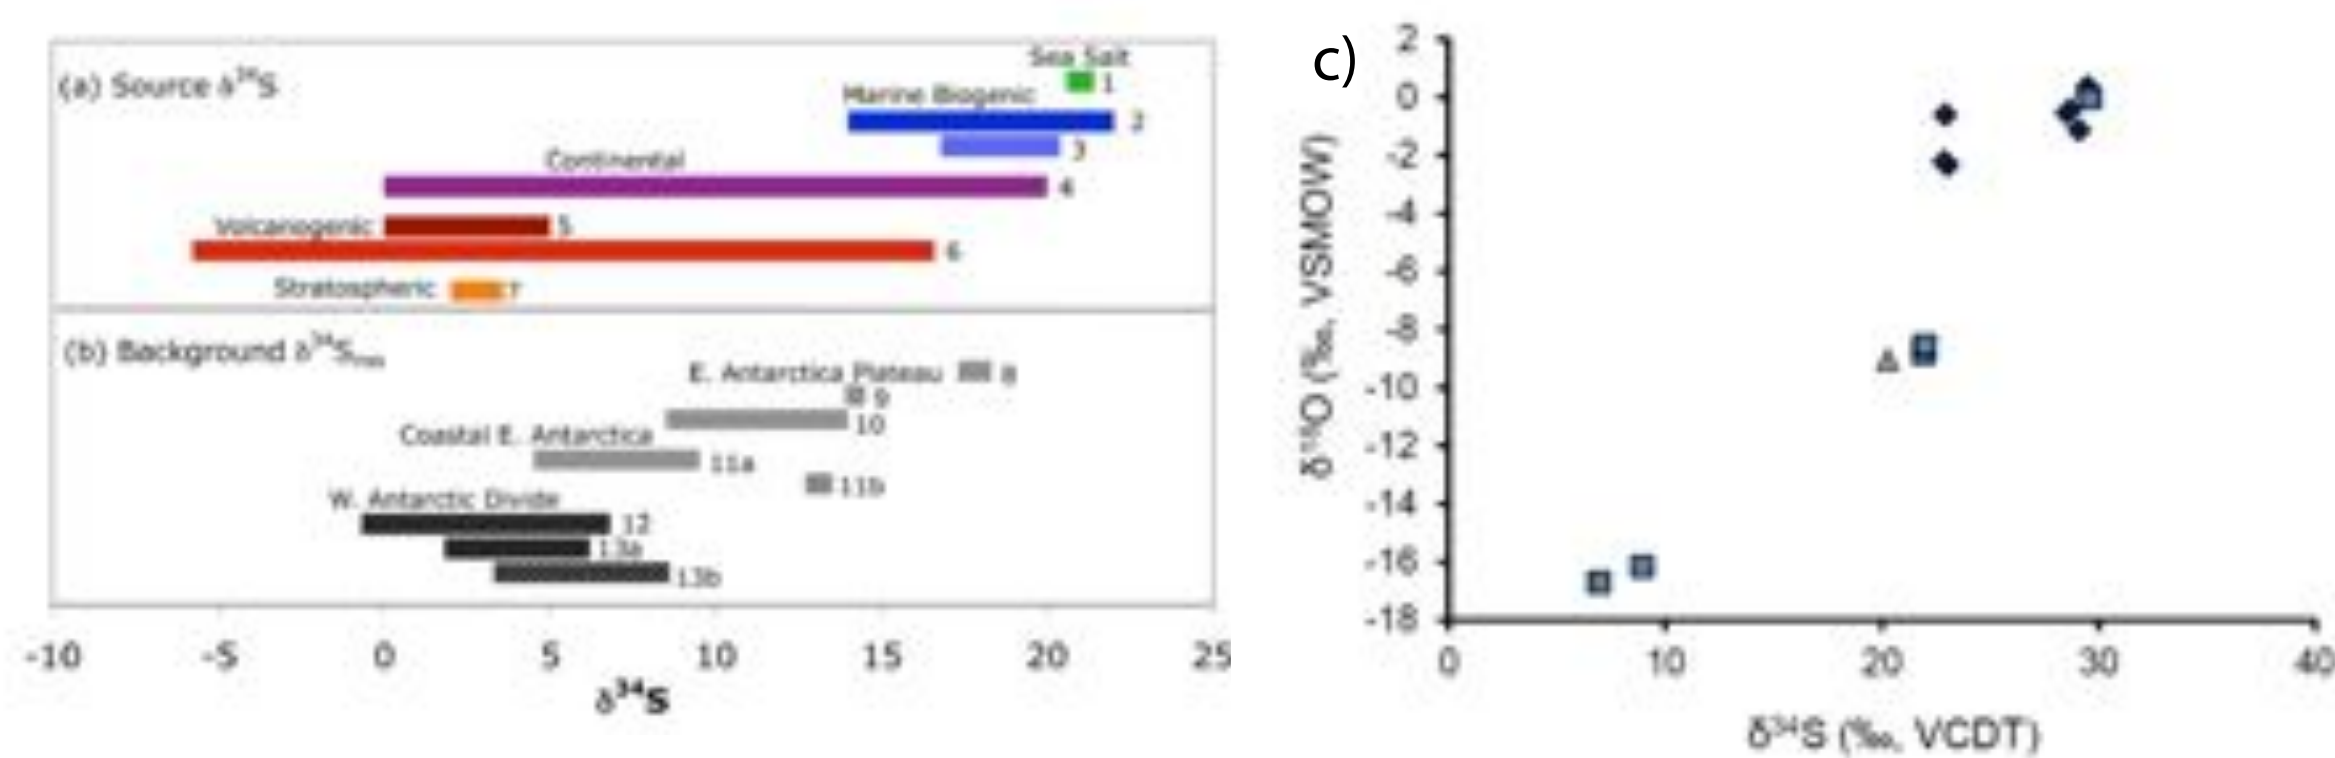 (a) Source δ³⁴S
Sea Salt
1
Marine Biogenic
2
3
Continental
4
Volcanogenic
5
6
Stratospheric
7
(b) Background δ³⁴Snss
E. Antarctica Plateau
8
9
10
Coastal E. Antarctica
11a
11b
W. Antarctic Divide
12
13a
13b
-10 -5 0 5 10 15 20 25
δ³⁴S
c)
2
0
-2
-4
-6
-8
-10
-12
-14
-16
-18
δ¹⁸O (‰, VSMOW)
0 10 20 30 40
δ³⁴S (‰, VCDT)